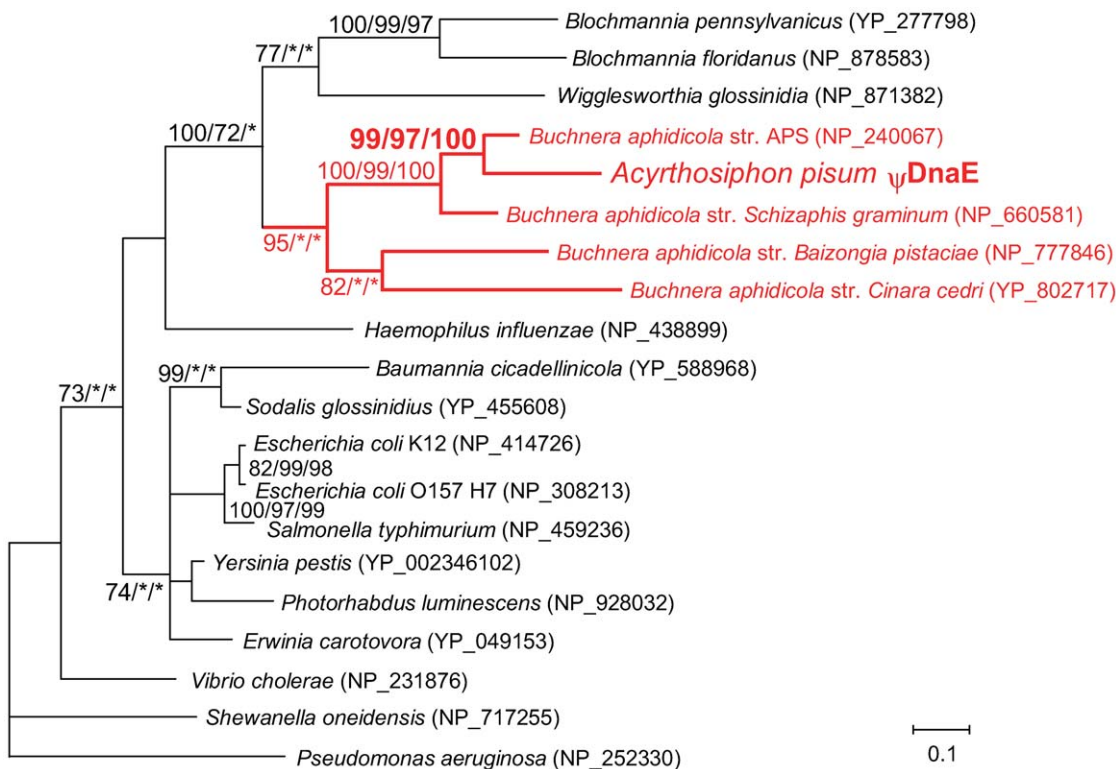 Blochmannia pennsylvanicus (YP_277798)
100/99/97
Blochmannia floridanus (NP_878583)
77/*/*
Wigglesworthia glossinidia (NP_871382)
100/72/*
99/97/100
Buchnera aphidicola str. APS (NP_240067)
100/99/100
Acyrthosiphon pisum ψDnaE
Buchnera aphidicola str. Schizaphis graminum (NP_660581)
95/*/*
Buchnera aphidicola str. Baizongia pistaciae (NP_777846)
82/*/*
Buchnera aphidicola str. Cinara cedri (YP_802717)
Haemophilus influenzae (NP_438899)
99/*/*
Baumannia cicadellinicola (YP_588968)
73/*/*
Sodalis glossinidius (YP_455608)
Escherichia coli K12 (NP_414726)
82/99/98
Escherichia coli O157 H7 (NP_308213)
100/97/99
Salmonella typhimurium (NP_459236)
Yersinia pestis (YP_002346102)
74/*/*
Photorhabdus luminescens (NP_928032)
Erwinia carotovora (YP_049153)
Vibrio cholerae (NP_231876)
Shewanella oneidensis (NP_717255)
Pseudomonas aeruginosa (NP_252330)
0.1